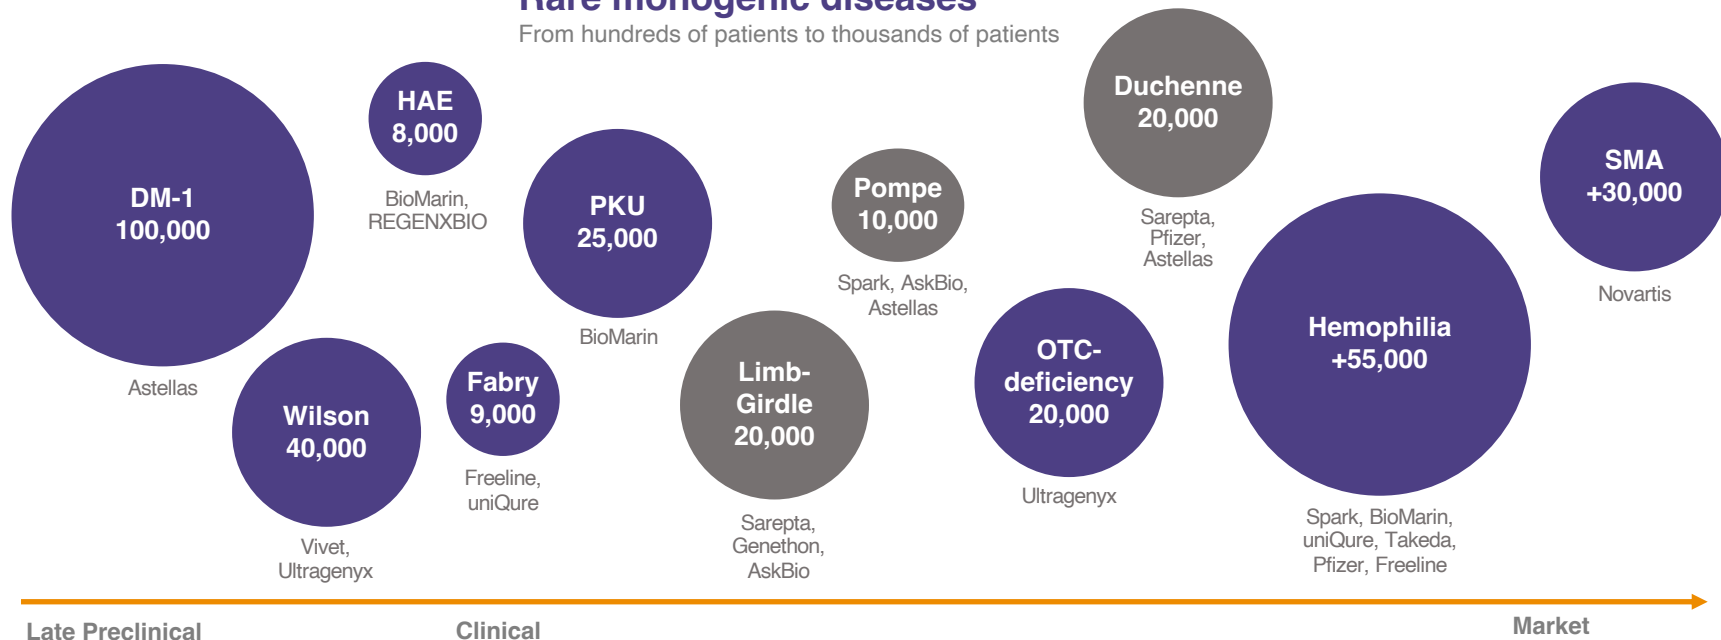 Rare monogenic diseases
From hundreds of patients to thousands of patients
DM-1
100,000
Astellas
HAE
8,000
BioMarin,
REGENXBIO
Wilson
40,000
Vivet,
Ultragenyx
Fabry
9,000
Freeline,
uniQure
PKU
25,000
BioMarin
Limb-
Girdle
20,000
Sarepta,
Genethon,
AskBio
Pompe
10,000
Spark, AskBio,
Astellas
OTC-
deficiency
20,000
Ultragenyx
Duchenne
20,000
Sarepta,
Pfizer,
Astellas
Hemophilia
+55,000
Spark, BioMarin,
uniQure, Takeda,
Pfizer, Freeline
SMA
+30,000
Novartis
Late Preclinical
Clinical
Market